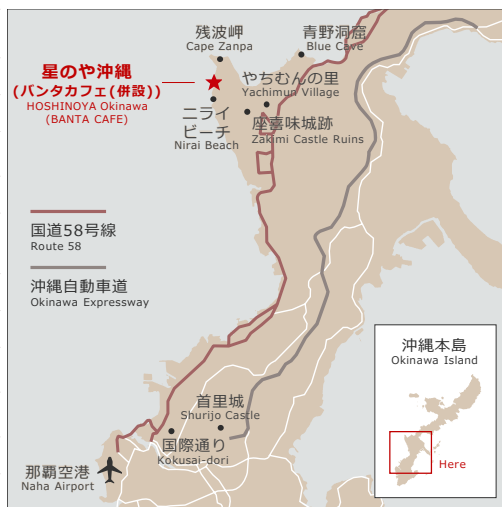 残波岬
Cape Zanpa
青野洞窟
Blue Cave
星のや沖縄
(バンタカフェ(併設))
HOSHINOYA Okinawa
(BANTA CAFE)
やちむんの里
Yachimun Village
ニライ
ビーチ
Nirai Beach
座喜味城跡
Zakimi Castle Ruins
国道58号線
Route 58
沖縄自動車道
Okinawa Expressway
沖縄本島
Okinawa Island
Here
首里城
Shurijo Castle
国際通り
Kokusai-dori
那覇空港
Naha Airport